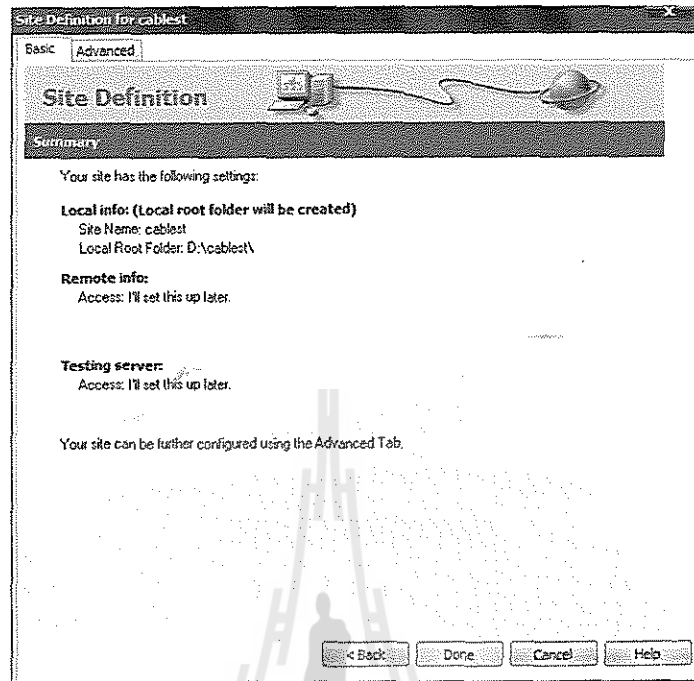 Site Definition for cablest
Basic Advanced
Site Definition
Summary
Your site has the following settings:
Local info: (Local root folder will be created)
Site Name: cablest
Local Root Folder: D:\cablest\
Remote info:
Access: I'll set this up later.
Testing server:
Access: I'll set this up later.
Your site can be further configured using the Advanced Tab.
< Back Done Cancel Help